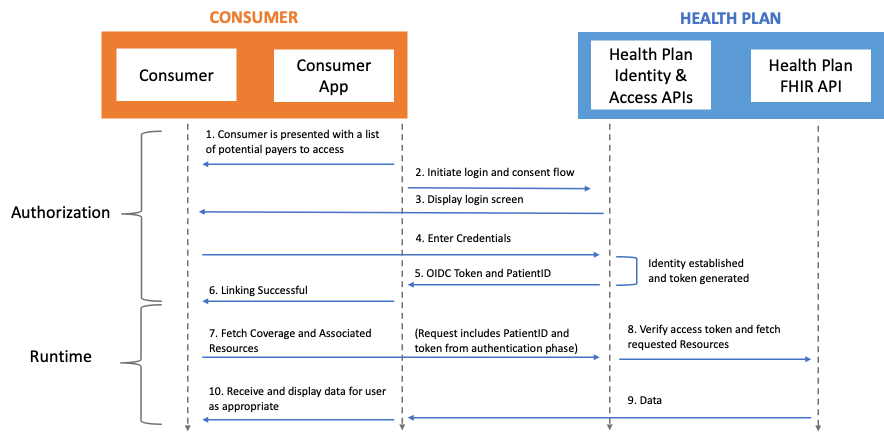 CONSUMER
HEALTH PLAN
Consumer
Consumer
App
Health Plan
Identity &
Access APIs
Health Plan
FHIR API
1. Consumer is presented with a list
of potential payers to access
2. Initiate login and consent flow
3. Display login screen
Authorization
4. Enter Credentials
Identity established
and token generated
5. OIDC Token and PatientID
6. Linking Successful
Runtime
7. Fetch Coverage and Associated
Resources
(Request includes PatientID and
token from authentication phase)
8. Verify access token and fetch
requested Resources
9. Data
10. Receive and display data for user
as appropriate